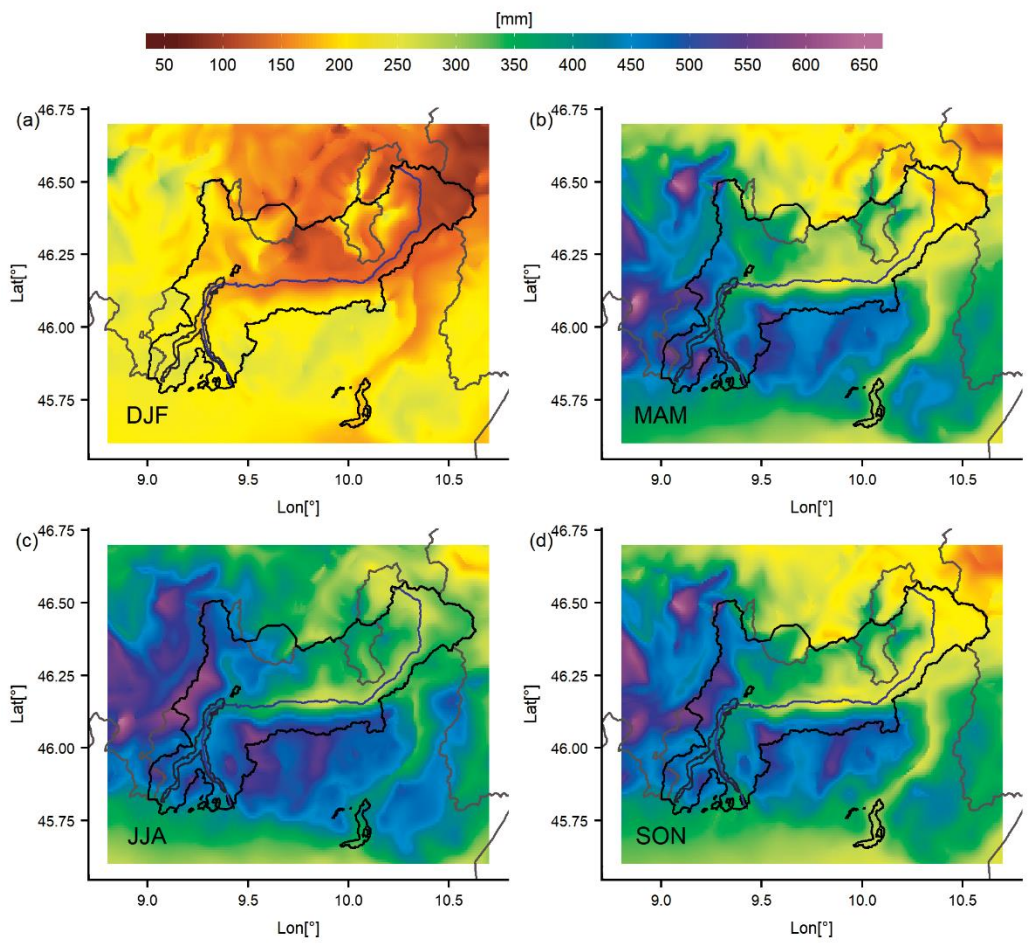 [mm]
50 100 150 200 250 300 350 400 450 500 550 600 650
(a) (b)
46.75 46.75
46.50 46.50
46.25 46.25
46.00 46.00
45.75 45.75
Lat[°] Lat[°]
DJF MAM
9.0 9.5 10.0 10.5 9.0 9.5 10.0 10.5
Lon[°] Lon[°]
(c) (d)
46.75 46.75
46.50 46.50
46.25 46.25
46.00 46.00
45.75 45.75
Lat[°] Lat[°]
JJA SON
9.0 9.5 10.0 10.5 9.0 9.5 10.0 10.5
Lon[°] Lon[°]